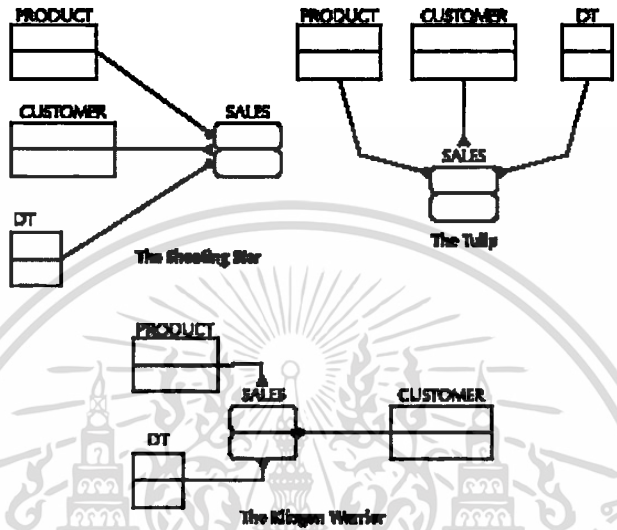 PRODUCT
CUSTOMER
SALES
DT
The Shooting Star
PRODUCT
CUSTOMER
DT
SALES
The Tulip
PRODUCT
SALES
CUSTOMER
DT
The Klingon Warrior